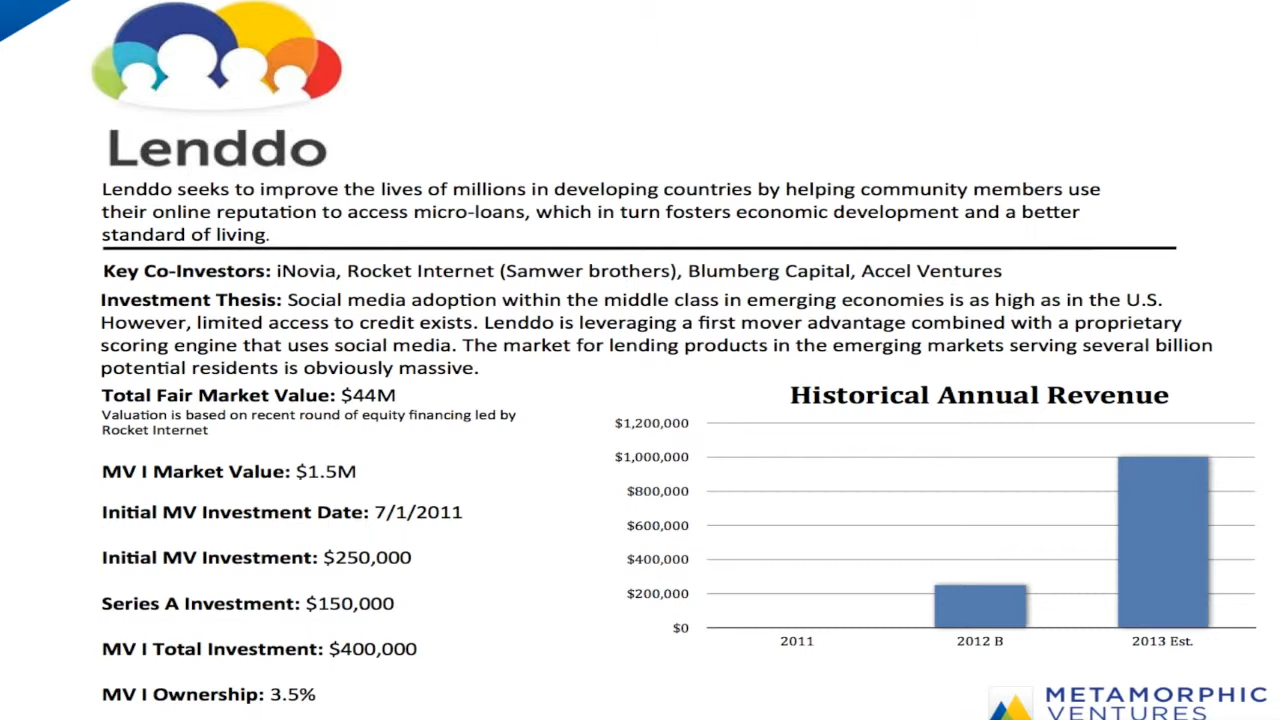 Lenddo
Lenddo seeks to improve the lives of millions in developing countries by helping community members use
their online reputation to access micro-loans, which in turn fosters economic development and a better
standard of living.
Key Co-Investors: iNovia, Rocket Internet (Samwer brothers), Blumberg Capital, Accel Ventures
Investment Thesis: Social media adoption within the middle class in emerging economies is as high as in the U.S.
However, limited access to credit exists. Lenddo is leveraging a first mover advantage combined with a proprietary
scoring engine that uses social media. The market for lending products in the emerging markets serving several billion
potential residents is obviously massive.
Total Fair Market Value: $44M
Valuation is based on recent round of equity financing led by
Rocket Internet
MV I Market Value: $1.5M
Initial MV Investment Date: 7/1/2011
Initial MV Investment: $250,000
Series A Investment: $150,000
MV I Total Investment: $400,000
MV I Ownership: 3.5%
Historical Annual Revenue
$1,200,000
$1,000,000
$800,000
$600,000
$400,000
$200,000
$0
2011 2012 B 2013 Est.
METAMORPHIC
VENTURES